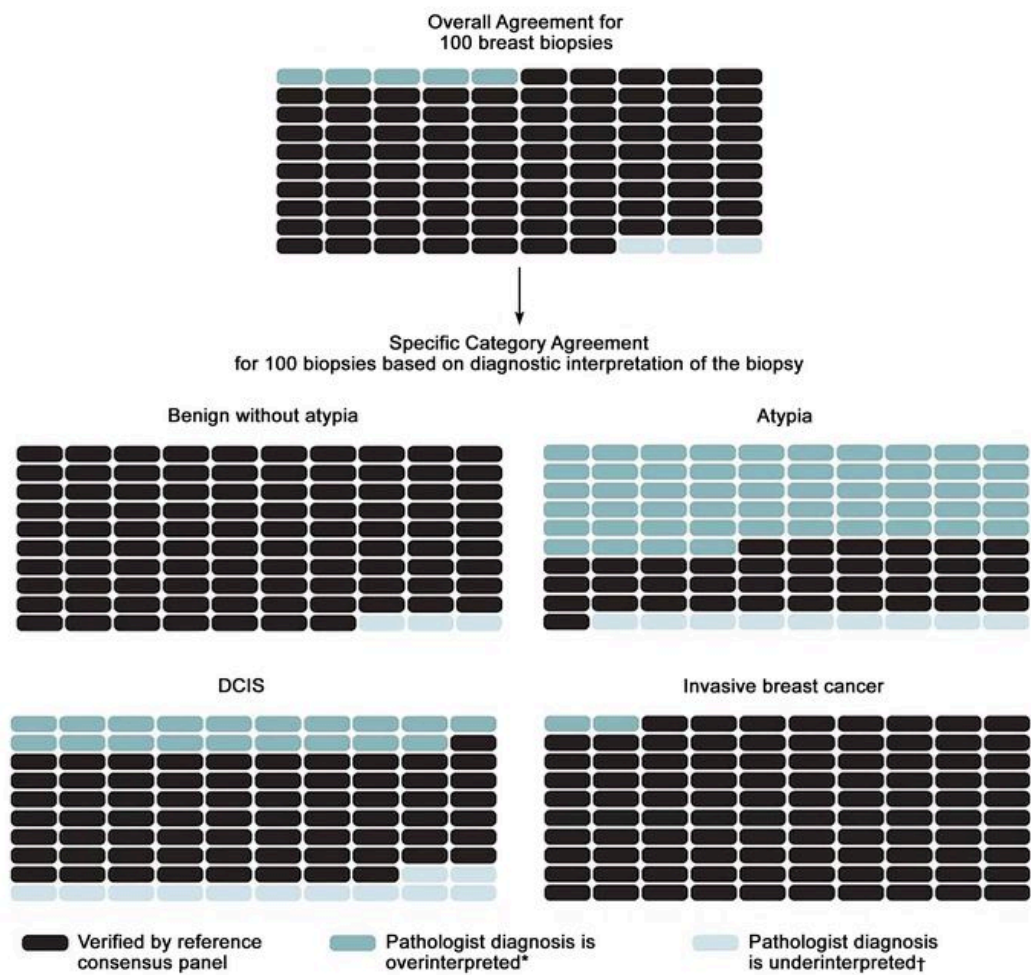 Overall Agreement for
100 breast biopsies
Specific Category Agreement
for 100 biopsies based on diagnostic interpretation of the biopsy
Benign without atypia
Atypia
DCIS
Invasive breast cancer
Verified by reference
consensus panel
Pathologist diagnosis is
overinterpreted*
Pathologist diagnosis
is underinterpreted†